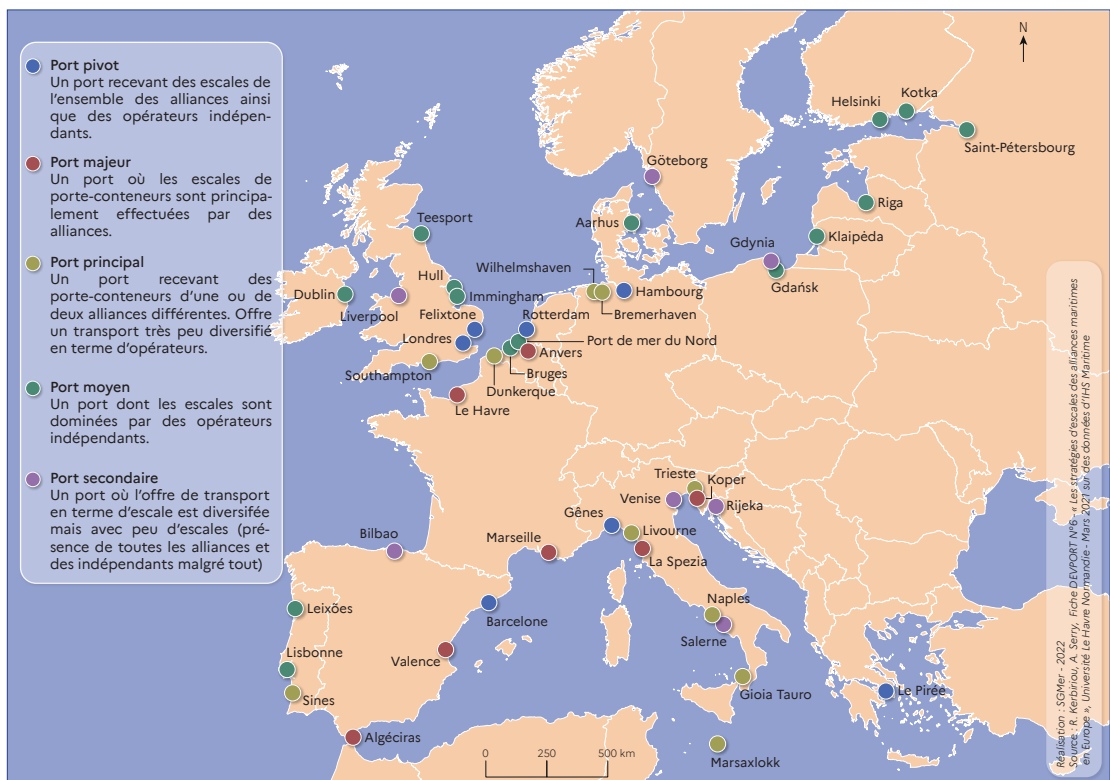 Port pivot
Un port recevant des escales de
l'ensemble des alliances ainsi
que des opérateurs indépen-
dants.
Port majeur
Un port où les escales de
porte-conteneurs sont principa-
lement effectuées par des
alliances.
Port principal
Un port recevant des
porte-conteneurs d'une ou de
deux alliances différentes. Offre
un transport très peu diversifié
en terme d'opérateurs.
Port moyen
Un port dont les escales sont
dominées par des opérateurs
indépendants.
Port secondaire
Un port où l'offre de transport
en terme d'escale est diversifiée
mais avec peu d'escales (pré-
sence de toutes les alliances et
des indépendants malgré tout)
N
Kotka
Helsinki
Saint-Pétersbourg
Göteborg
Riga
Teesport
Aarhus
Klaipėda
Gdynia
Gdańsk
Wilhelmshaven
Hull
Dublin
Immingham
Hambourg
Liverpool
Bremerhaven
Felixtone
Rotterdam
Londres
Port de mer du Nord
Anvers
Southampton
Bruges
Dunkerque
Le Havre
Trieste
Koper
Venise
Rijeka
Gênes
Livourne
Bilbao
Marseille
La Spezia
Leixões
Barcelone
Naples
Salerne
Lisbonne
Valence
Sines
Gioia Tauro
Le Pirée
Algéciras
Marsaxlokk
0 250 500 km
Réalisation : SGMer - 2022
Source : R. Kerbiriou, A. Serry, Fiche DEVPORT N°6 - « Les stratégies d'escales des alliances maritimes
en Europe », Université Le Havre Normandie - Mars 2021 sur des données d'IHS Maritime